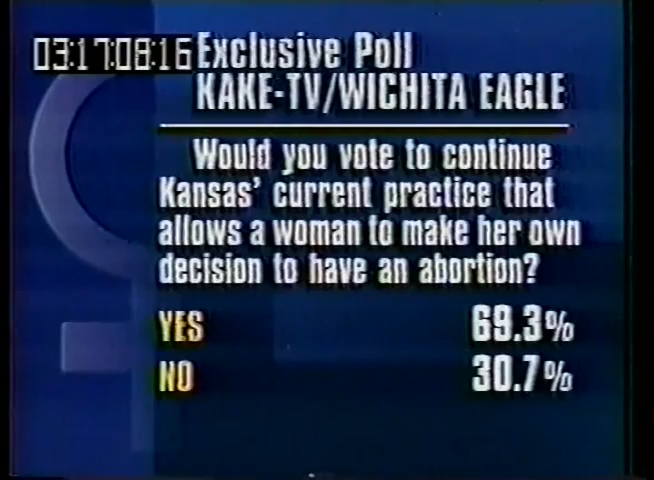 03:17:08:16
Exclusive Poll
KAKE-TV/WICHITA EAGLE
Would you vote to continue
Kansas' current practice that
allows a woman to make her own
decision to have an abortion?
YES 69.3%
NO 30.7%